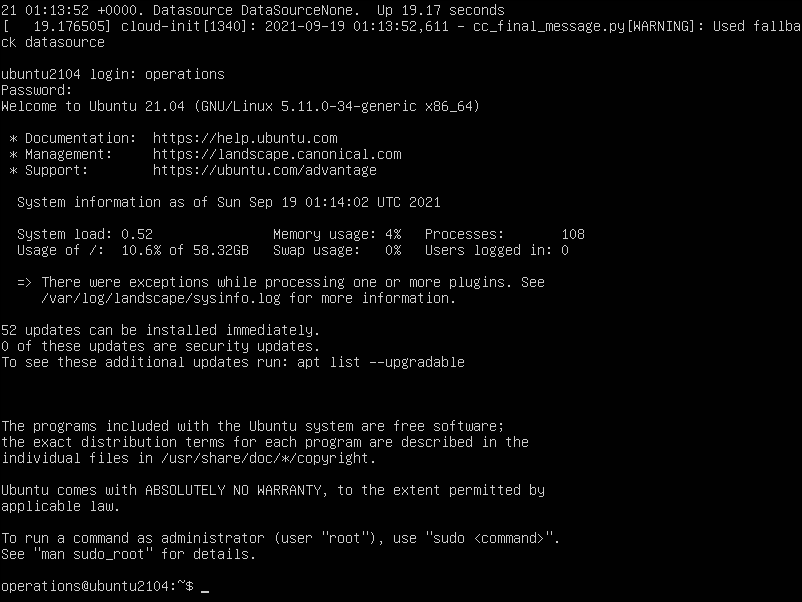 21 01:13:52 +0000. Datasource DataSourceNone.  Up 19.17 seconds
[   19.176505] cloud-init[1340]: 2021-09-19 01:13:52,611 - cc_final_message.py[WARNING]: Used fallba
ck datasource
ubuntu2104 login: operations
Password:
Welcome to Ubuntu 21.04 (GNU/Linux 5.11.0-34-generic x86_64)
 * Documentation:  https://help.ubuntu.com
 * Management:     https://landscape.canonical.com
 * Support:        https://ubuntu.com/advantage
  System information as of Sun Sep 19 01:14:02 UTC 2021
  System load: 0.52               Memory usage: 4%   Processes:       108
  Usage of /:  10.6% of 58.32GB   Swap usage:   0%   Users logged in: 0
  => There were exceptions while processing one or more plugins. See
     /var/log/landscape/sysinfo.log for more information.
52 updates can be installed immediately.
0 of these updates are security updates.
To see these additional updates run: apt list --upgradable
The programs included with the Ubuntu system are free software;
the exact distribution terms for each program are described in the
individual files in /usr/share/doc/*/copyright.
Ubuntu comes with ABSOLUTELY NO WARRANTY, to the extent permitted by
applicable law.
To run a command as administrator (user "root"), use "sudo <command>".
See "man sudo_root" for details.
operations@ubuntu2104:~$ _